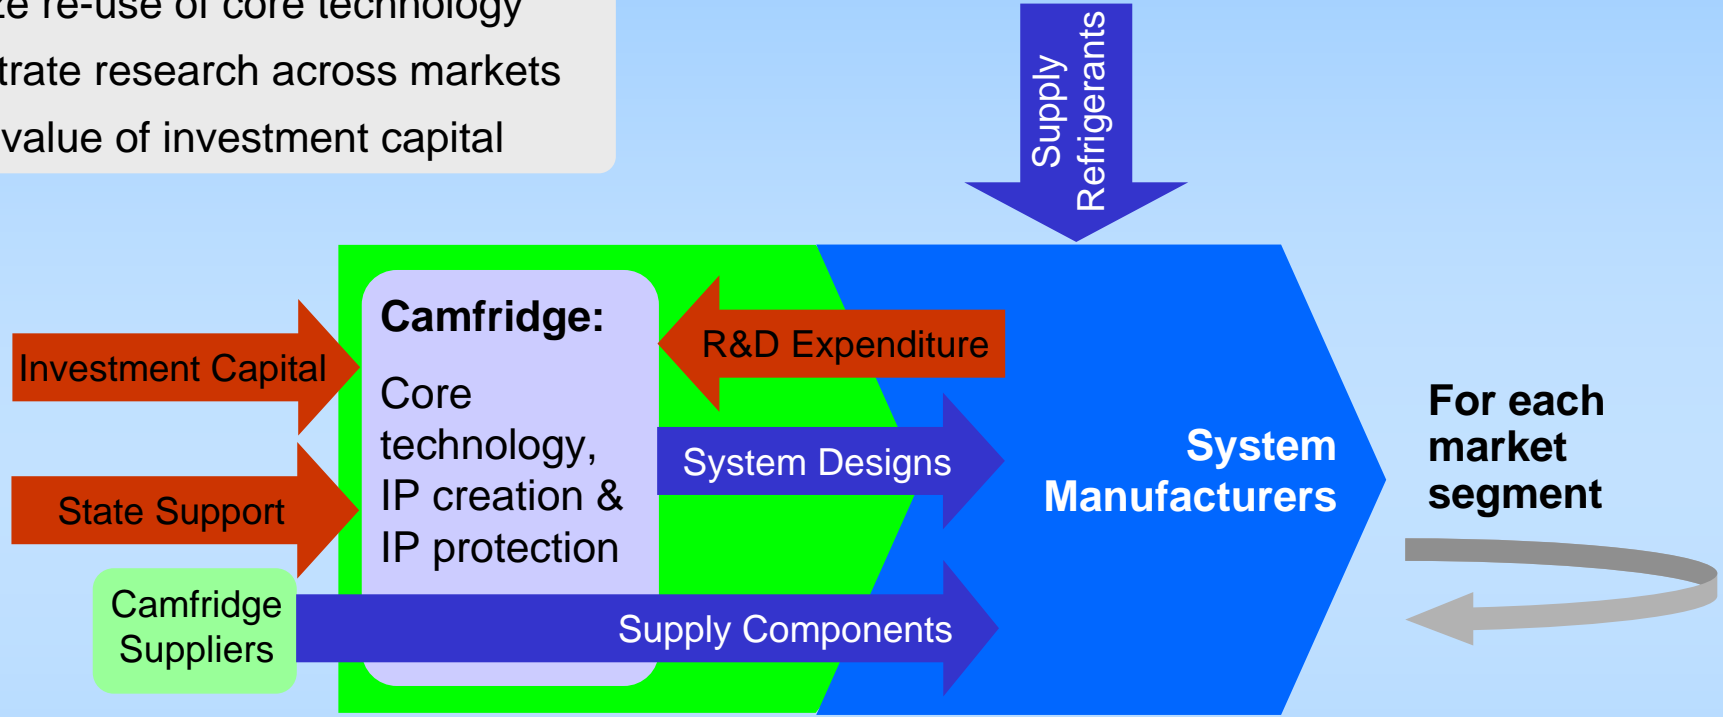 re-use of core technology
research across markets
value of investment capital
Supply
Refrigerants
Camfridge:
Core
technology,
IP creation &
IP protection
Investment Capital
R&D Expenditure
State Support
System Designs
System
Manufacturers
For each
market
segment
Camfridge
Suppliers
Supply Components